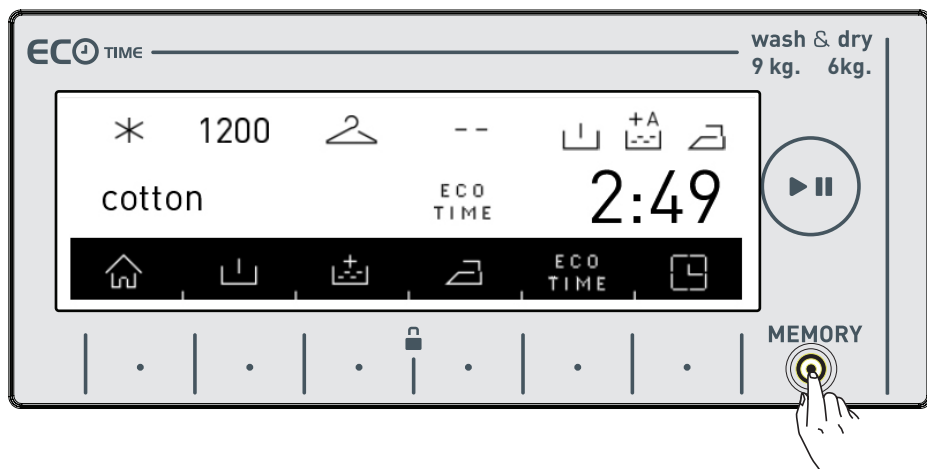 ECO TIME
wash & dry
9 kg. 6kg.
1200
--
+A
cotton
ECO
TIME
2:49
ECO
TIME
MEMORY